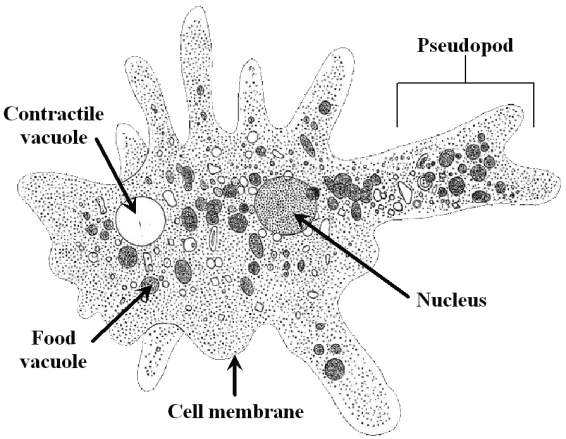 Pseudopod
Contractile
vacuole
Nucleus
Food
vacuole
Cell membrane